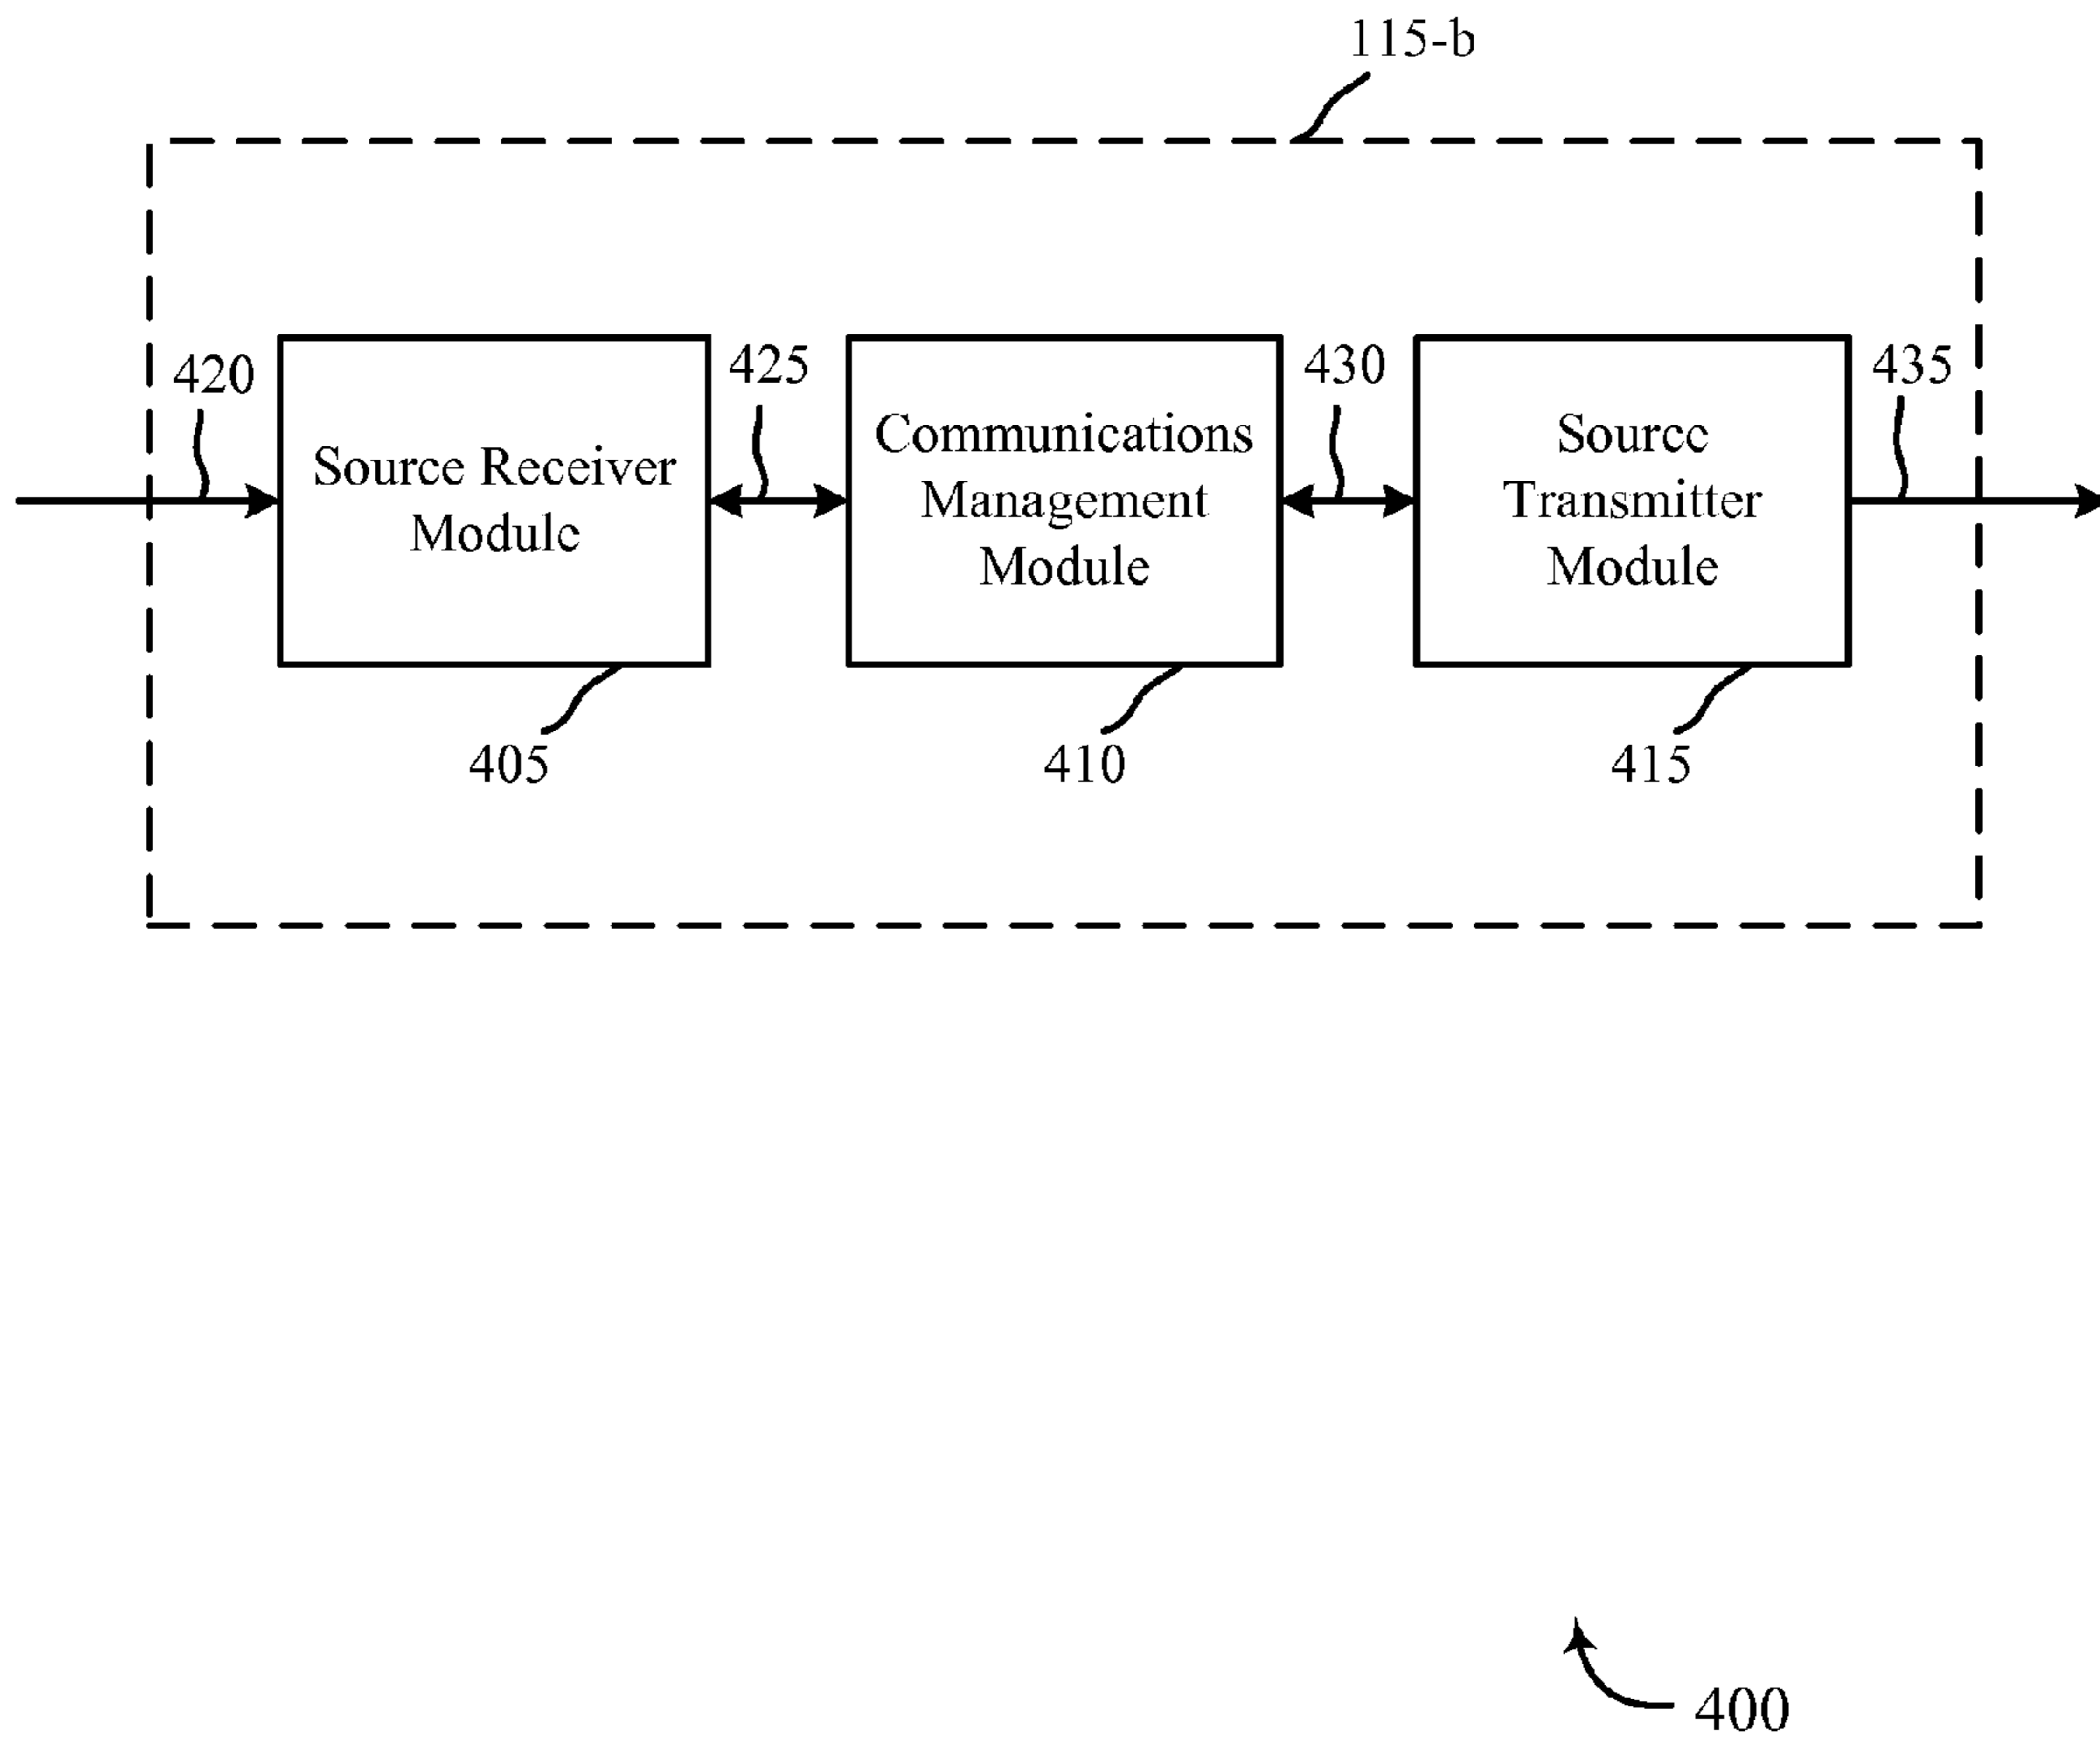 115-b
420
425
430
435
Source Receiver
Module
Communications
Management
Module
Source
Transmitter
Module
405
410
415
400